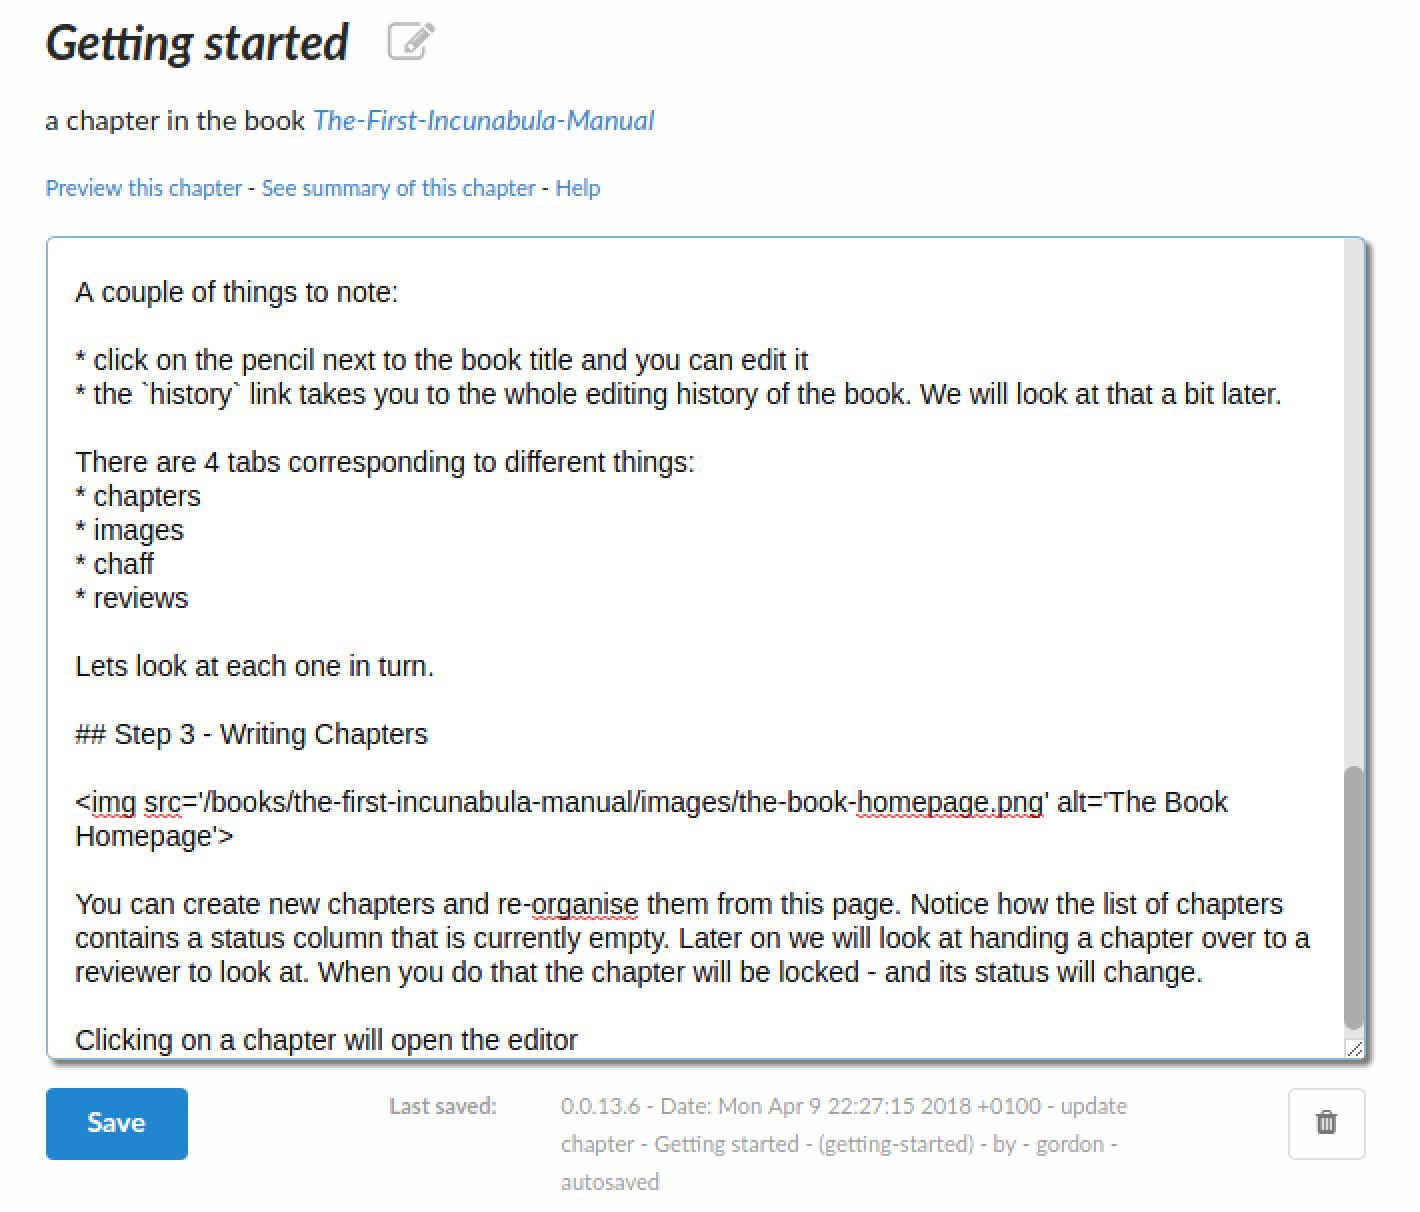 Getting started
a chapter in the book The-First-Incunabula-Manual
Preview this chapter - See summary of this chapter - Help
A couple of things to note:
* click on the pencil next to the book title and you can edit it
* the `history` link takes you to the whole editing history of the book. We will look at that a bit later.
There are 4 tabs corresponding to different things:
* chapters
* images
* chaff
* reviews
Lets look at each one in turn.
## Step 3 - Writing Chapters
<img src='/books/the-first-incunabula-manual/images/the-book-homepage.png' alt='The Book
Homepage'>
You can create new chapters and re-organise them from this page. Notice how the list of chapters
contains a status column that is currently empty. Later on we will look at handing a chapter over to a
reviewer to look at. When you do that the chapter will be locked - and its status will change.
Clicking on a chapter will open the editor
Save
Last saved:
0.0.13.6 - Date: Mon Apr 9 22:27:15 2018 +0100 - update
chapter - Getting started - (getting-started) - by - gordon -
autosaved